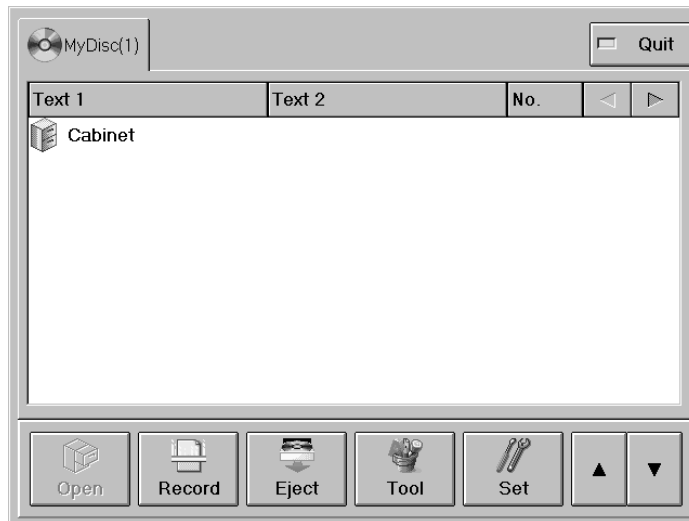 MyDisc(1)
Quit
Text 1 Text 2 No.
Cabinet
Open Record Eject Tool Set